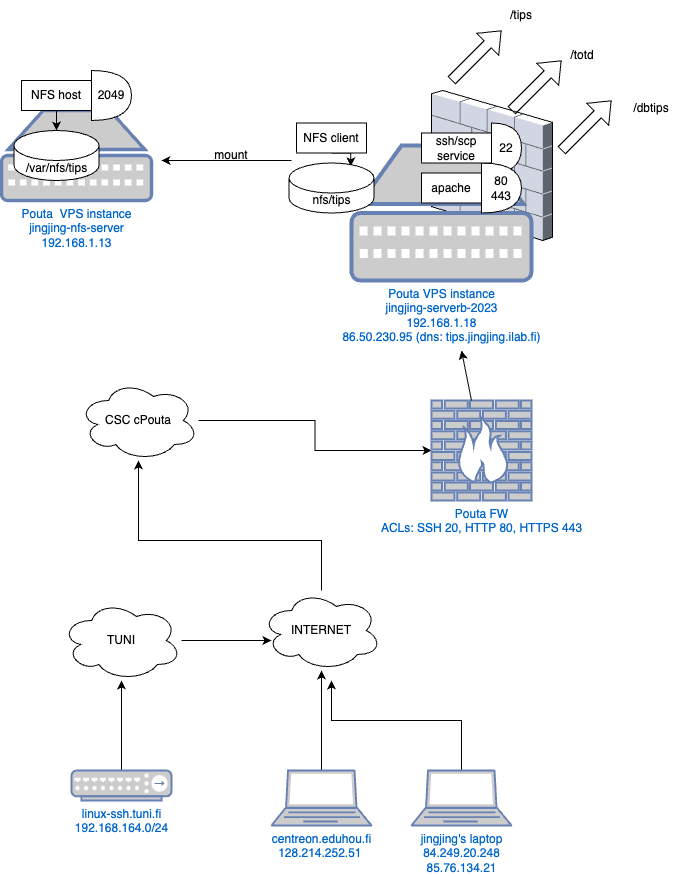 /tips
/totd
/dbtips
NFS host
2049
/var/nfs/tips
Pouta  VPS instance
jingjing-nfs-server
192.168.1.13
mount
NFS client
nfs/tips
ssh/scp
service
22
apache
80
443
Pouta VPS instance
jingjing-serverb-2023
192.168.1.18
86.50.230.95 (dns: tips.jingjing.ilab.fi)
CSC cPouta
Pouta FW
ACLs: SSH 20, HTTP 80, HTTPS 443
TUNI
INTERNET
linux-ssh.tuni.fi
192.168.164.0/24
centreon.eduhou.fi
128.214.252.51
jingjing's laptop
84.249.20.248
85.76.134.21